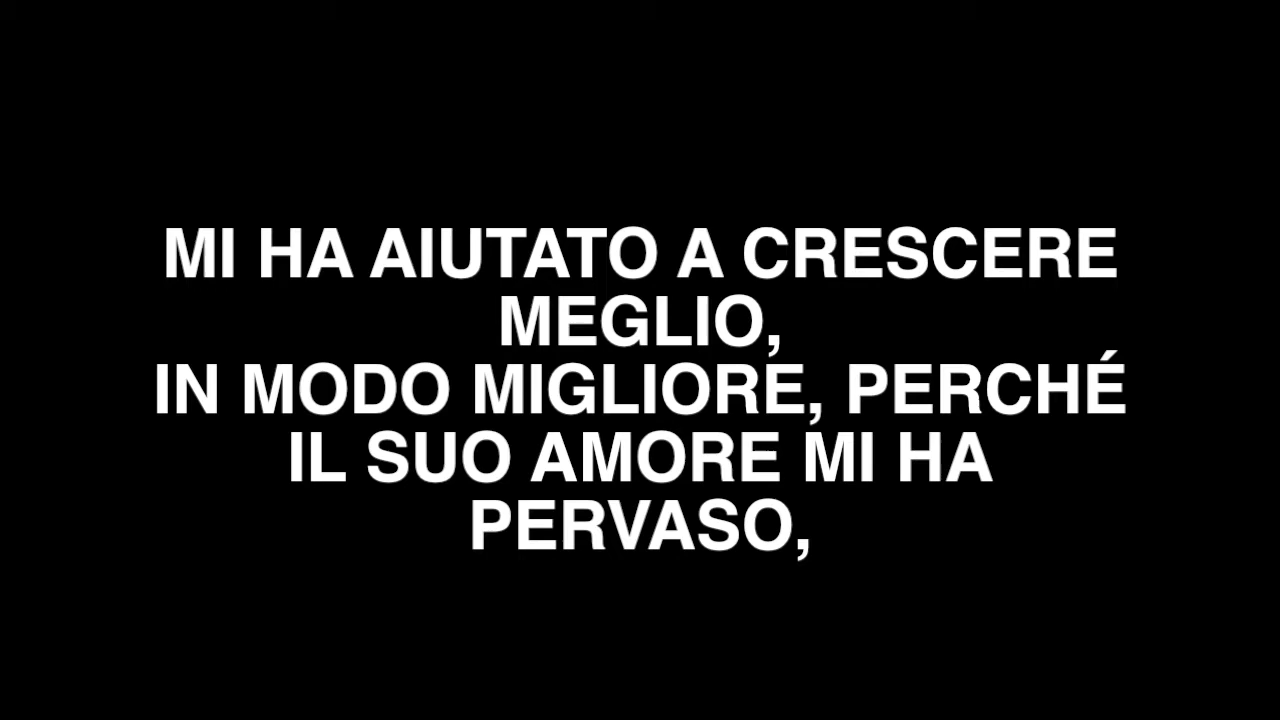 MI HA AIUTATO A CRESCERE
MEGLIO,
IN MODO MIGLIORE, PERCHÉ
IL SUO AMORE MI HA
PERVASO,